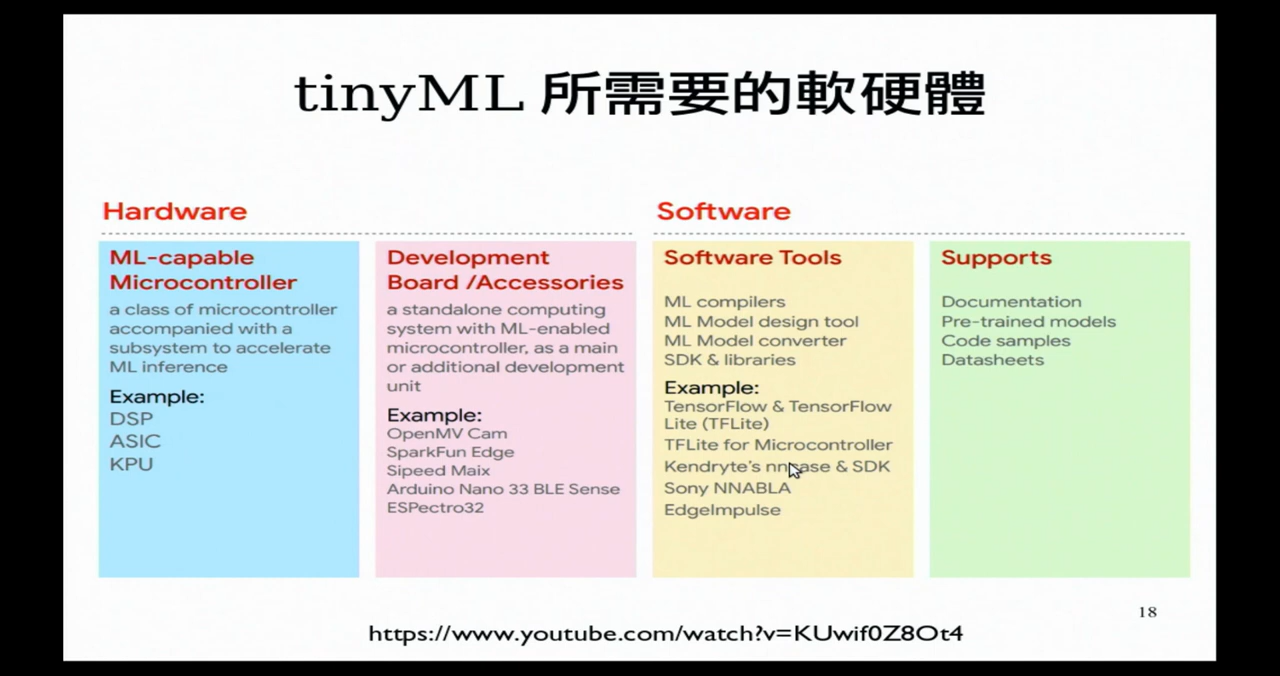 tinyML 所需要的軟硬體
Hardware
ML-capable
Microcontroller
a class of microcontroller
accompanied with a
subsystem to accelerate
ML inference
Example:
DSP
ASIC
KPU
Development
Board /Accessories
a standalone computing
system with ML-enabled
microcontroller, as a main
or additional development
unit
Example:
OpenMV Cam
SparkFun Edge
Sipeed Maix
Arduino Nano 33 BLE Sense
ESPectro32
Software
Software Tools
ML compilers
ML Model design tool
ML Model converter
SDK & libraries
Example:
TensorFlow & TensorFlow
Lite (TFLite)
TFLite for Microcontroller
Kendryte's nncase & SDK
Sony NNABLA
EdgeImpulse
Supports
Documentation
Pre-trained models
Code samples
Datasheets
18
https://www.youtube.com/watch?v=KUwif0Z8Ot4